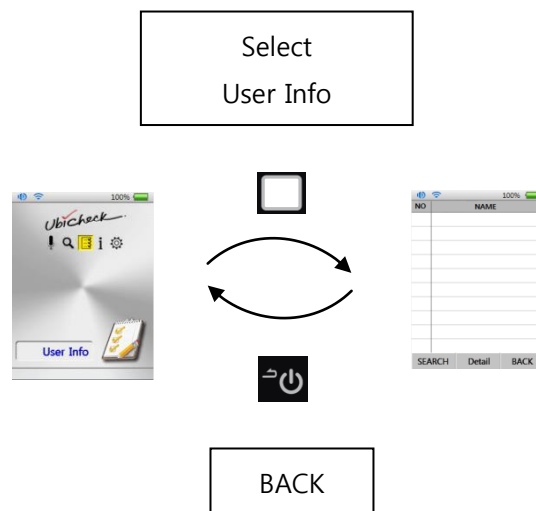 Select
User Info
100%
UbiCheck
i
User Info
100%
NO NAME
SEARCH Detail BACK
BACK